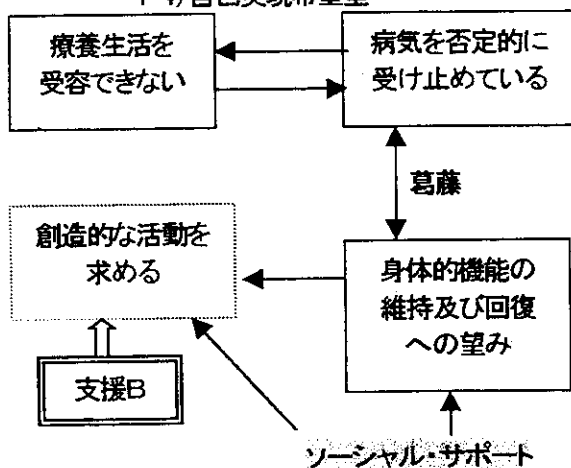 療養生活を
受容できない
病気を否定的に
受け止めている
葛藤
創造的な活動を
求める
身体的機能の
維持及び回復
への望み
支援B
ソーシャル・サポート